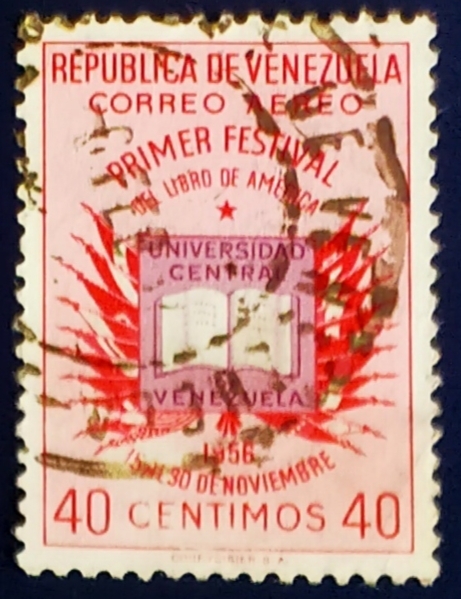 REPUBLICA DE VENEZUELA
CORREO AEREO
PRIMER FESTIVAL
DEL LIBRO DE AMERICA
UNIVERSIDAD
CENTRAL
VENEZUELA
1956
15 AL 30 DE NOVIEMBRE
40 CENTIMOS 40